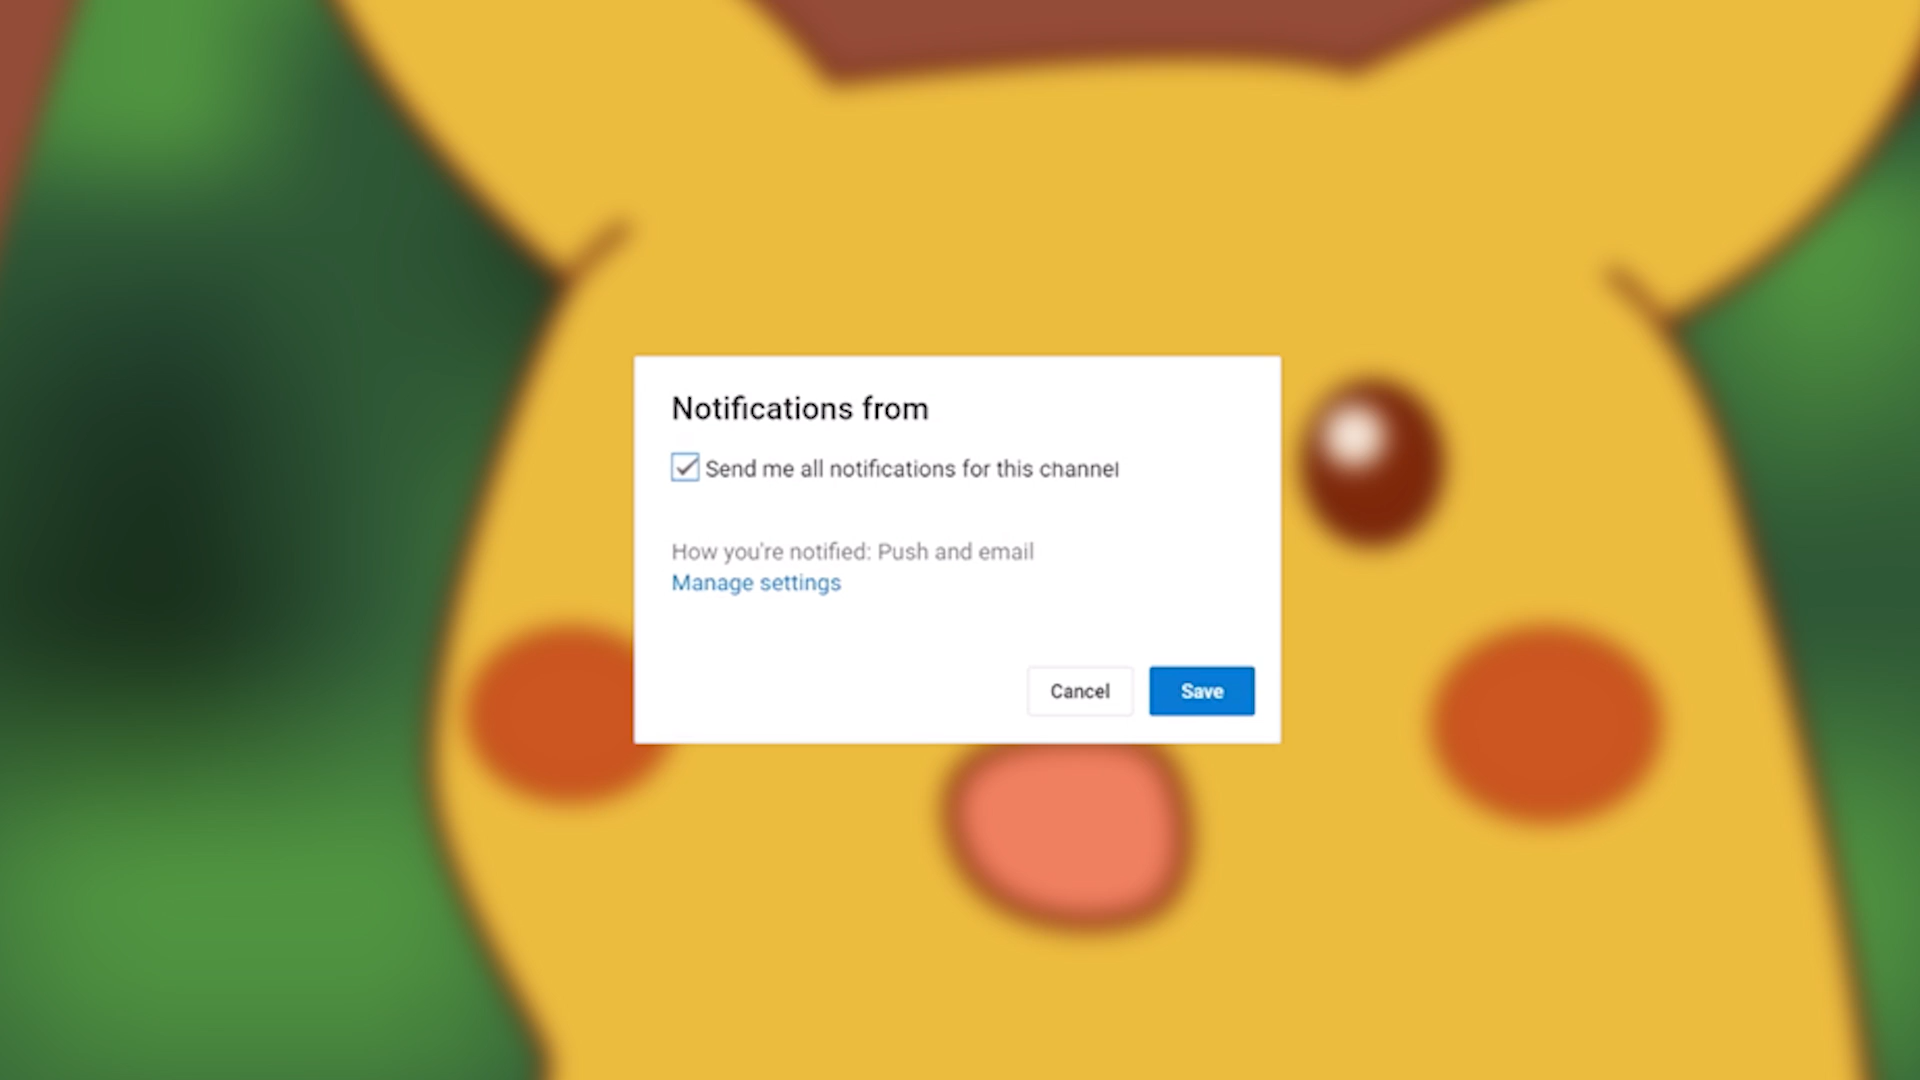 Notifications from
Send me all notifications for this channel
How you're notified: Push and email
Manage settings
Cancel
Save